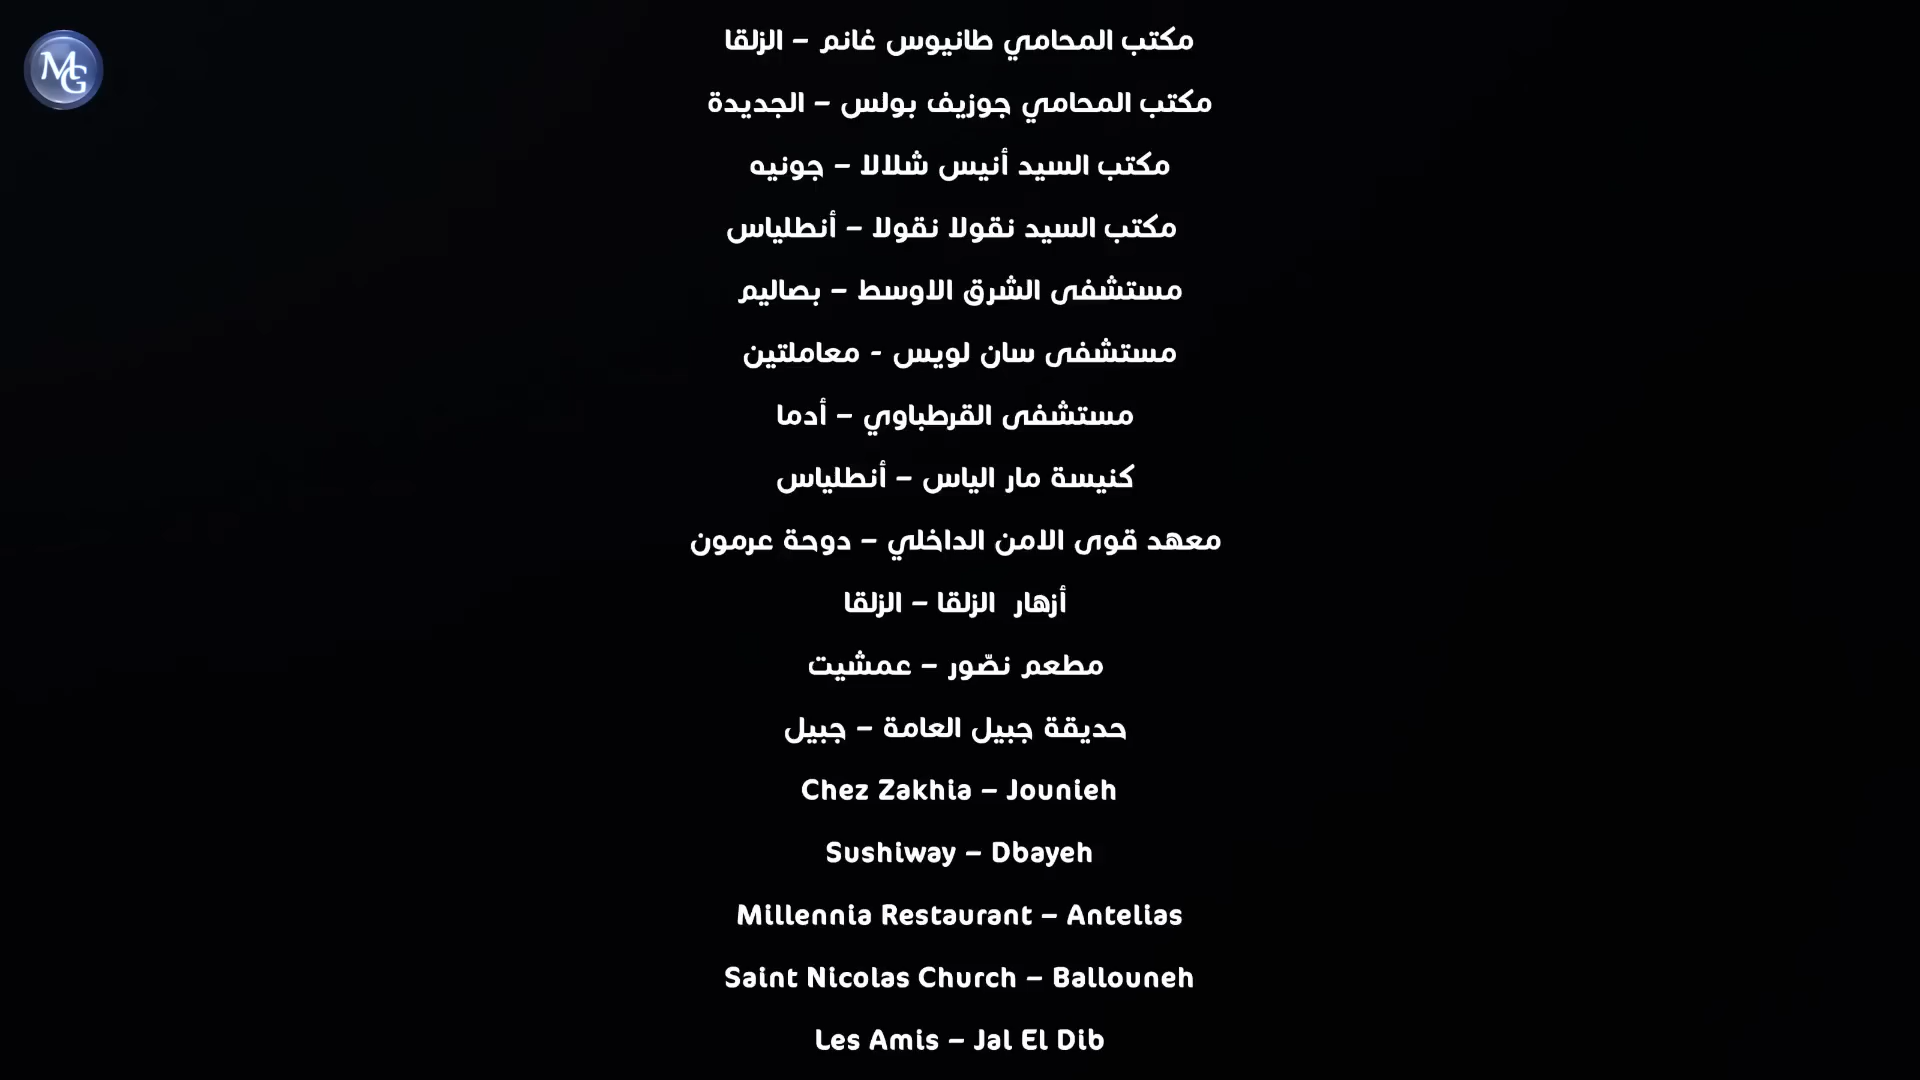 MG
مكتب المحامي طانيوس غانم – الزلقا
مكتب المحامي جوزيف بولس – الجديدة
مكتب السيد أنيس شلالا – جونيه
مكتب السيد نقولا نقولا – أنطلياس
مستشفى الشرق الاوسط – بصاليم
مستشفى سان لويس - معاملتين
مستشفى القرطباوي – أدما
كنيسة مار الياس – أنطلياس
معهد قوى الامن الداخلي – دوحة عرمون
أزهار الزلقا – الزلقا
مطعم نصّور – عمشيت
حديقة جبيل العامة – جبيل
Chez Zakhia – Jounieh
Sushiway – Dbayeh
Millennia Restaurant – Antelias
Saint Nicolas Church – Ballouneh
Les Amis – Jal El Dib